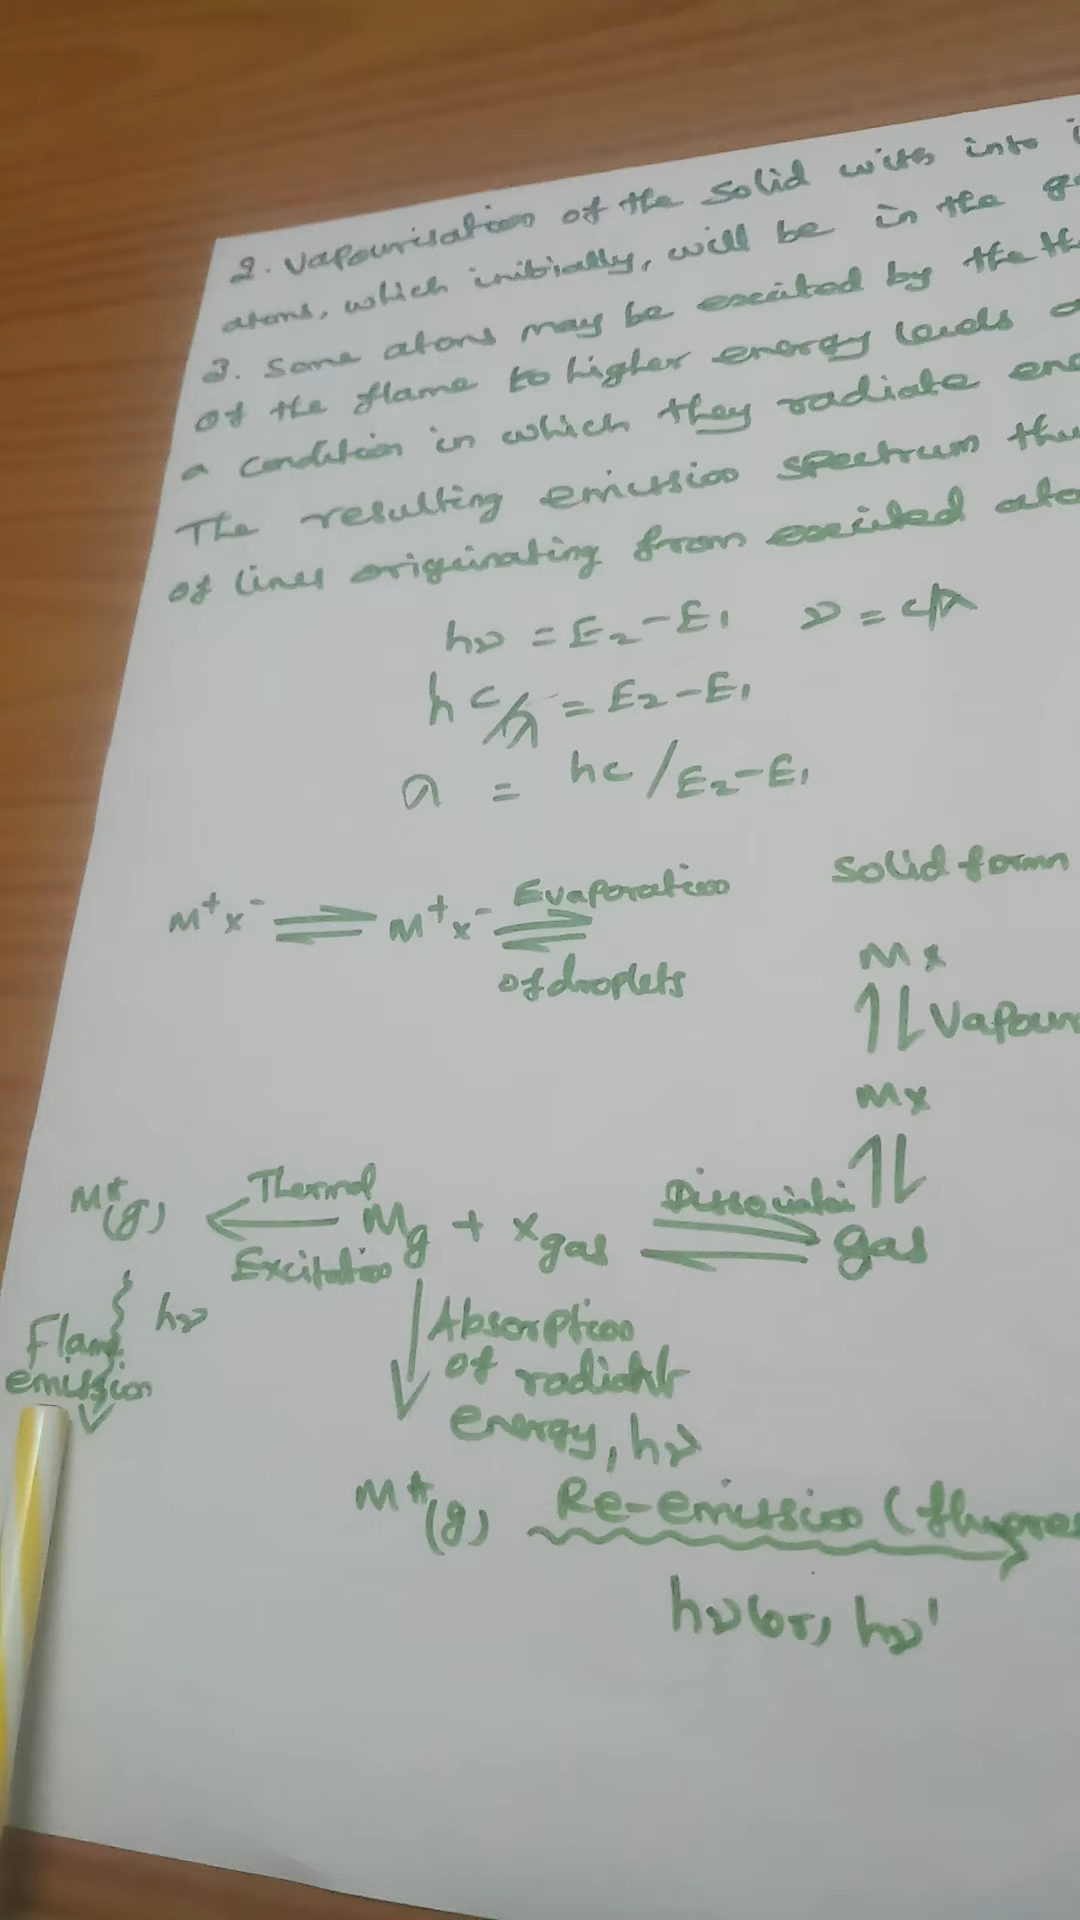 2. Vapourisation of the solid with into
atoms, which initially, will be in the
3. Some atoms may be excited by the
of the flame to higher energy levels
a condition in which they radiate
The resulting emission spectrum
of lines originating from excited
hν = E₂-E₁ ν = c/λ
hc/λ = E₂-E₁
λ = hc/E₂-E₁
M⁺x⁻ ⇌ M⁺x⁻ Evaporation ⇌ of droplets
Solid form
Mx
⥮ Vapour
Mx
⥮
M*(g) ← Thermal Excitation Mg + xgas ⇌ Dissociatoi gas
Flame emission hν
↓ Absorption
of radiant
energy, hν
M*(g) Re-emission (
hν (or) hν'